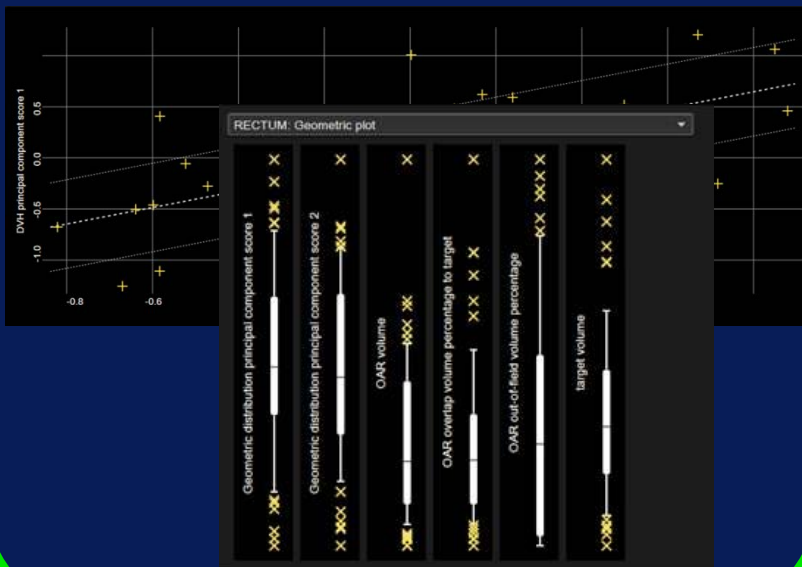 DVH principal component score 1
0.5
0.0
-0.5
-1.0
-0.8
-0.6
RECTUM: Geometric plot
Geometric distribution principal component score 1
Geometric distribution principal component score 2
OAR volume
OAR overlap volume percentage to target
OAR out-of-field volume percentage
target volume